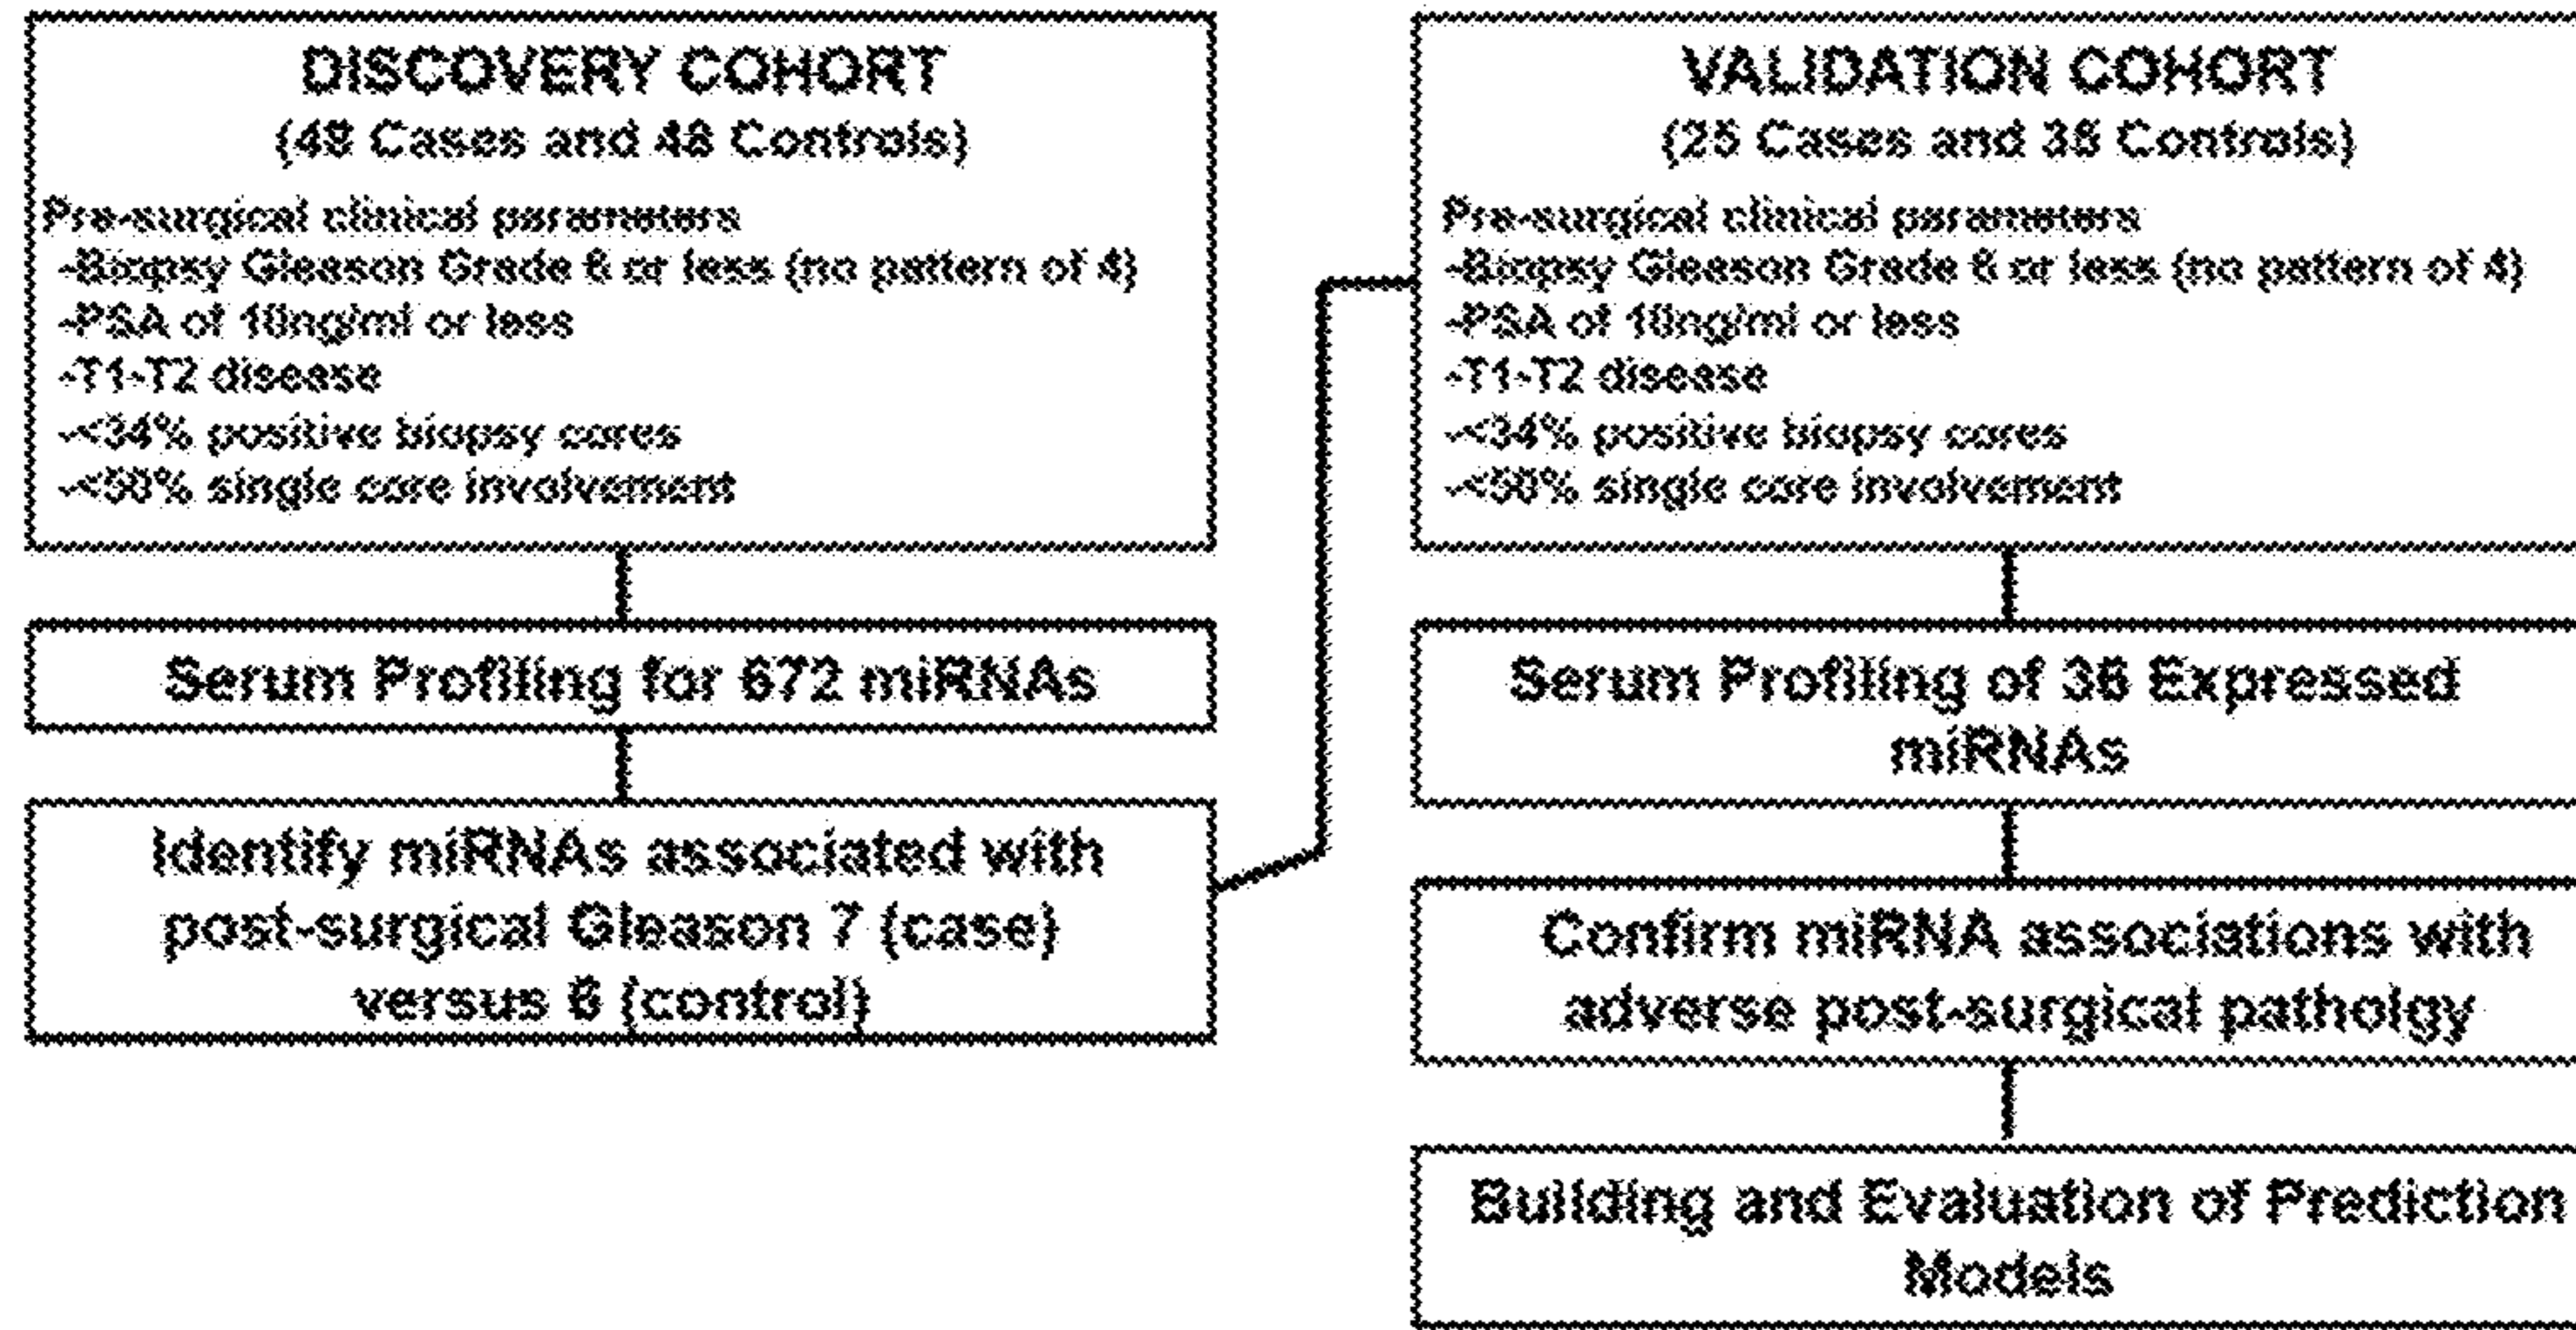 DISCOVERY COHORT
(Cases and 48 Controls)
Pre-surgical clinical parameters
-Biopsy Gleason Grade 6 or less (no pattern of 4)
-PSA of 10ng/ml or less
-T1-T2 disease
-<34% positive biopsy cores
-<50% single core involvement
Serum Profiling for 672 miRNAs
Identify miRNAs associated with
post-surgical Gleason 7 (case)
versus 6 (control)
VALIDATION COHORT
(25 Cases and Controls)
Pre-surgical clinical parameters
-Biopsy Gleason Grade 6 or less (no pattern of 4)
-PSA of 10ng/ml or less
-T1-T2 disease
-<34% positive biopsy cores
-<50% single core involvement
Serum Profiling of 36 Expressed
miRNAs
Confirm miRNA associations with
adverse post-surgical patholgy
Building and Evaluation of Prediction
Models